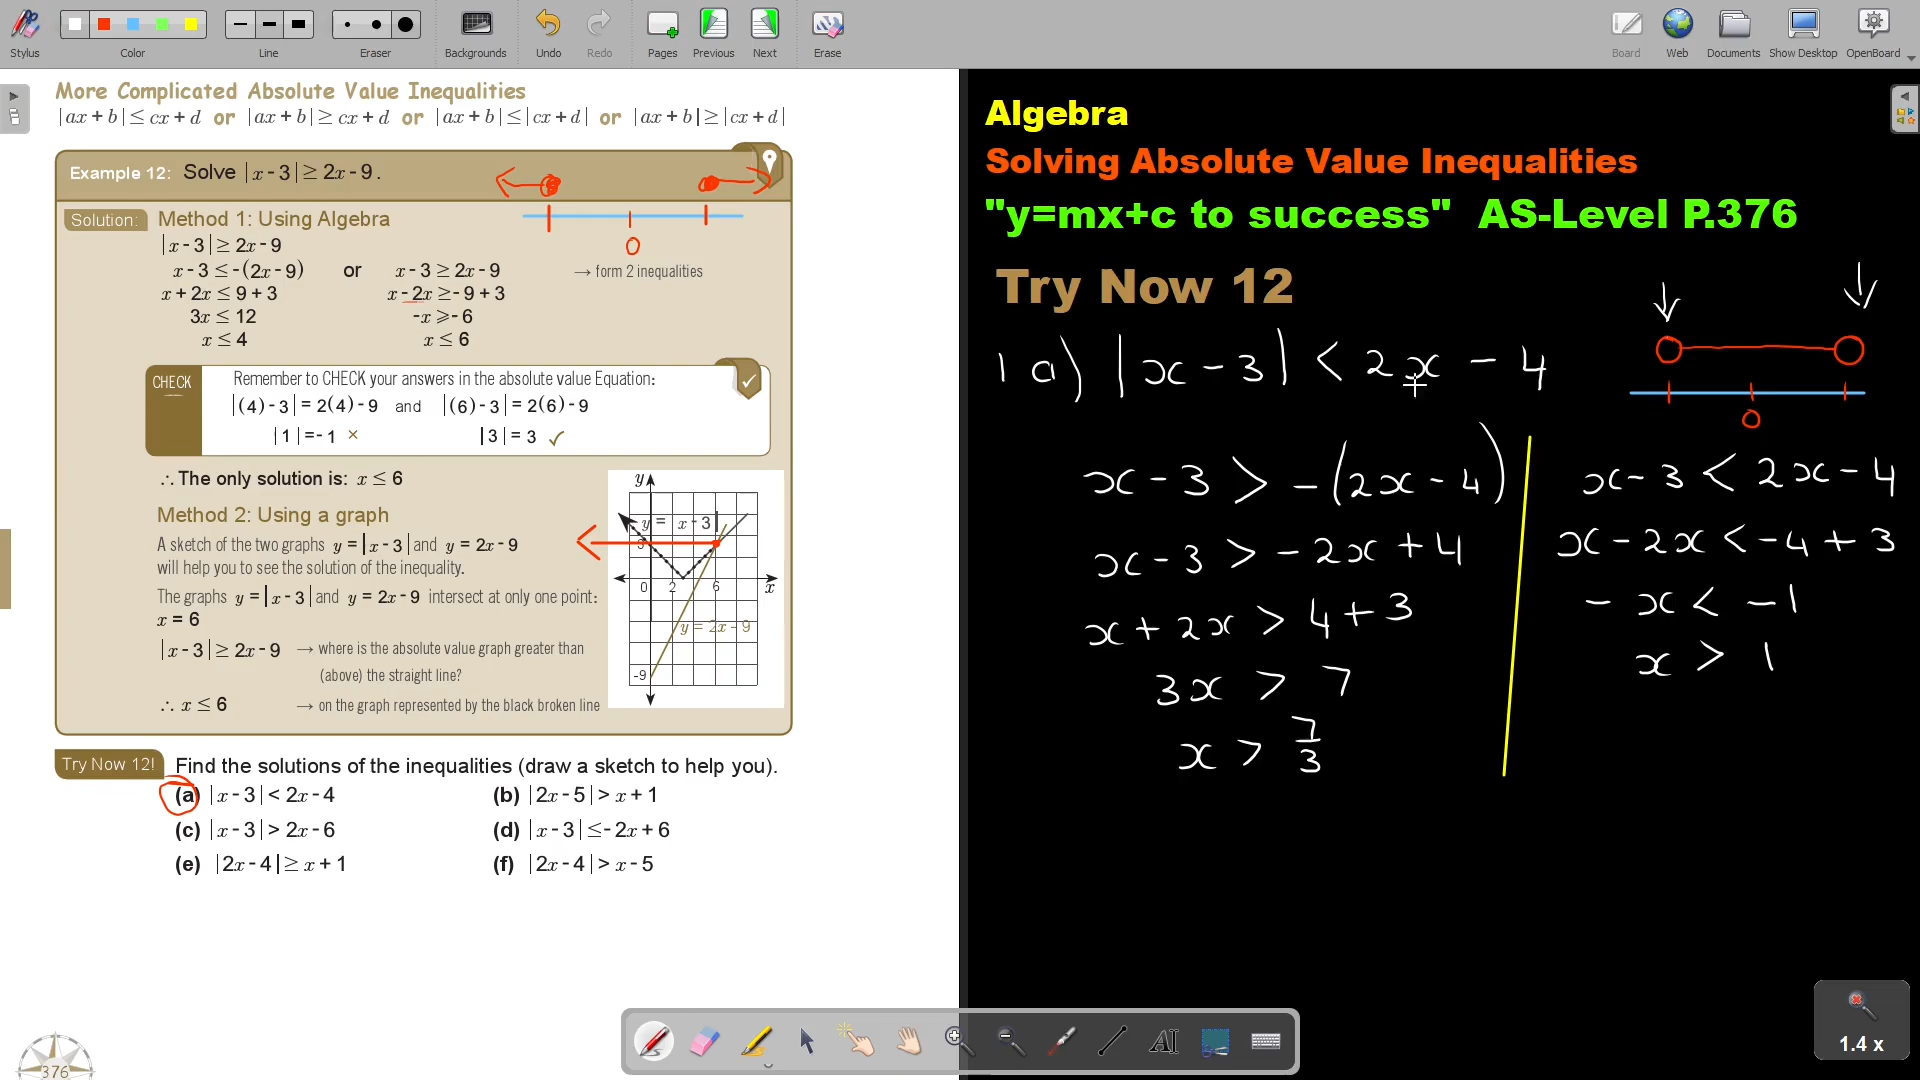 Stylus
Color
Line
Eraser
Backgrounds
Undo
Redo
Pages
Previous
Next
Erase
Board
Web
Documents
Show Desktop
OpenBoard
More Complicated Absolute Value Inequalities
|ax + b| ≤ cx + d or |ax + b| ≥ cx + d or |ax + b| ≤ |cx + d| or |ax + b| ≥ |cx + d|
Example 12: Solve |x - 3| ≥ 2x - 9.
Solution: Method 1: Using Algebra
0
|x - 3| ≥ 2x - 9
x - 3 ≤ -(2x - 9) or x - 3 ≥ 2x - 9 → form 2 inequalities
x + 2x ≤ 9 + 3 x - 2x ≥ - 9 + 3
3x ≤ 12 -x ⩾ - 6
x ≤ 4 x ≤ 6
CHECK Remember to CHECK your answers in the absolute value Equation:
|(4) - 3| = 2(4) - 9 and |(6) - 3| = 2(6) - 9
|1| = - 1 × |3| = 3 ✓
∴ The only solution is: x ≤ 6
Method 2: Using a graph
A sketch of the two graphs y = |x - 3| and y = 2x - 9
will help you to see the solution of the inequality.
The graphs y = |x - 3| and y = 2x - 9 intersect at only one point:
x = 6
|x - 3| ≥ 2x - 9 → where is the absolute value graph greater than
(above) the straight line?
∴ x ≤ 6 → on the graph represented by the black broken line
y
y = |x - 3|
3
0 2 6 x
y = 2x - 9
-9
Try Now 12! Find the solutions of the inequalities (draw a sketch to help you).
(a) |x - 3| < 2x - 4 (b) |2x - 5| > x + 1
(c) |x - 3| > 2x - 6 (d) |x - 3| ≤ - 2x + 6
(e) |2x - 4| ≥ x + 1 (f) |2x - 4| > x - 5
376
Algebra
Solving Absolute Value Inequalities
"y=mx+c to success" AS-Level P.376
Try Now 12
1 a) |x - 3| < 2x - 4
0
x - 3 > -(2x - 4)
x - 3 > - 2x + 4
x + 2x > 4 + 3
3x > 7
x > 7/3
x - 3 < 2x - 4
x - 2x < - 4 + 3
- x < - 1
x > 1
1.4 x